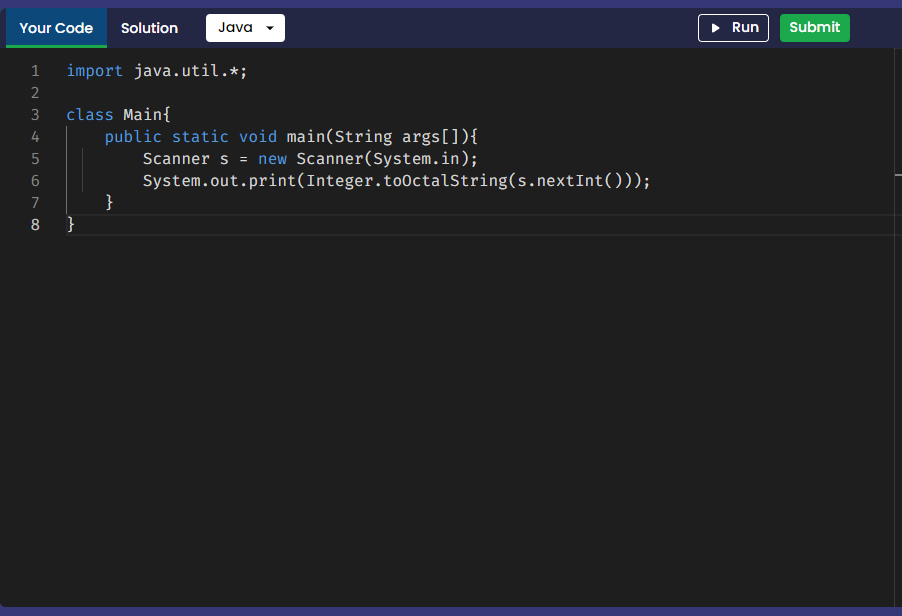 Your Code Solution Java Run Submit
1 import java.util.*;
2
3 class Main{
4     public static void main(String args[]){
5         Scanner s = new Scanner(System.in);
6         System.out.print(Integer.toOctalString(s.nextInt()));
7     }
8 }